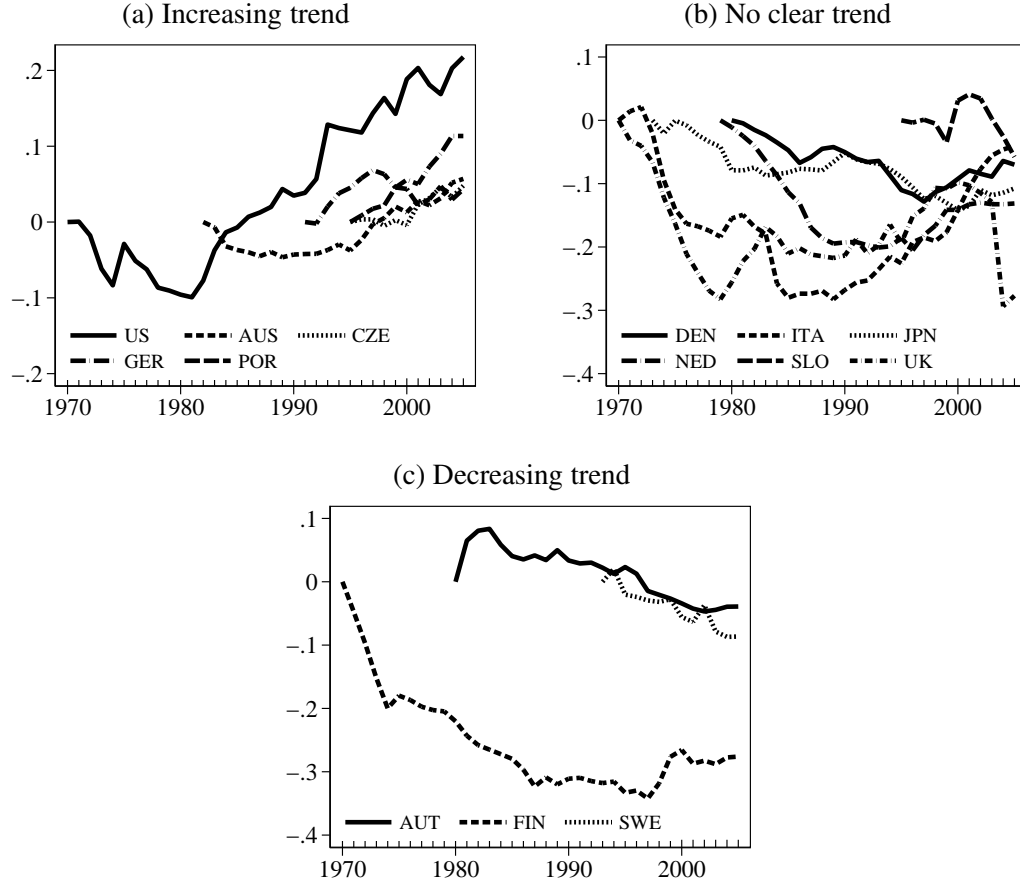 (a) Increasing trend
.2
.1
0
−.1
−.2
US
AUS
CZE
GER
POR
1970
1980
1990
2000
(b) No clear trend
.1
0
−.1
−.2
−.3
−.4
DEN
ITA
JPN
NED
SLO
UK
1970
1980
1990
2000
(c) Decreasing trend
.1
0
−.1
−.2
−.3
−.4
AUT
FIN
SWE
1970
1980
1990
2000